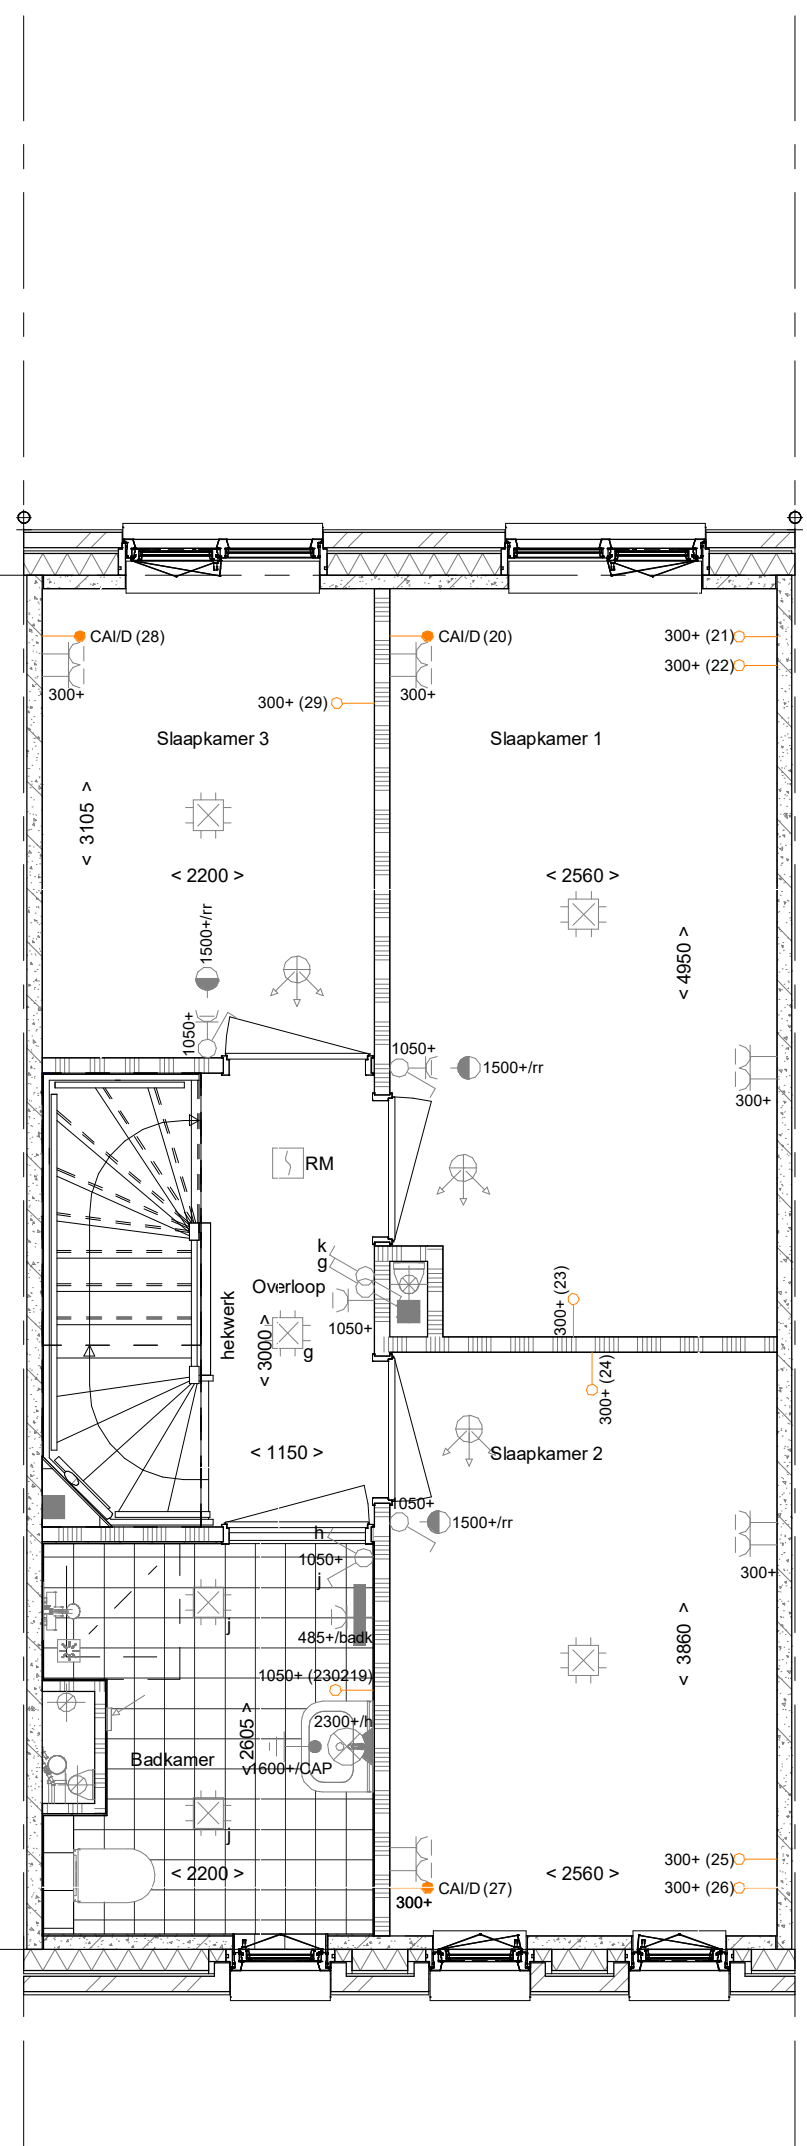 CAI/D (28)
300+
300+ (29)
Slaapkamer 3
< 3105 >
< 2200 >
1500+/rr
1050+
CAI/D (20)
300+
300+ (21)
300+ (22)
Slaapkamer 1
< 2560 >
< 4950 >
1050+
1500+/rr
300+
RM
k
g
Overloop
1050+
hekwerk
< 3000 >
g
< 1150 >
300+ (23)
300+ (24)
Slaapkamer 2
1050+
1500+/rr
300+
h
1050+
j
j
485+/badk
1050+ (230219)
2300+/h
< 2605 >
1600+/CAP
Badkamer
j
< 2200 >
< 3860 >
< 2560 >
300+ (25)
300+ (26)
CAI/D (27)
300+